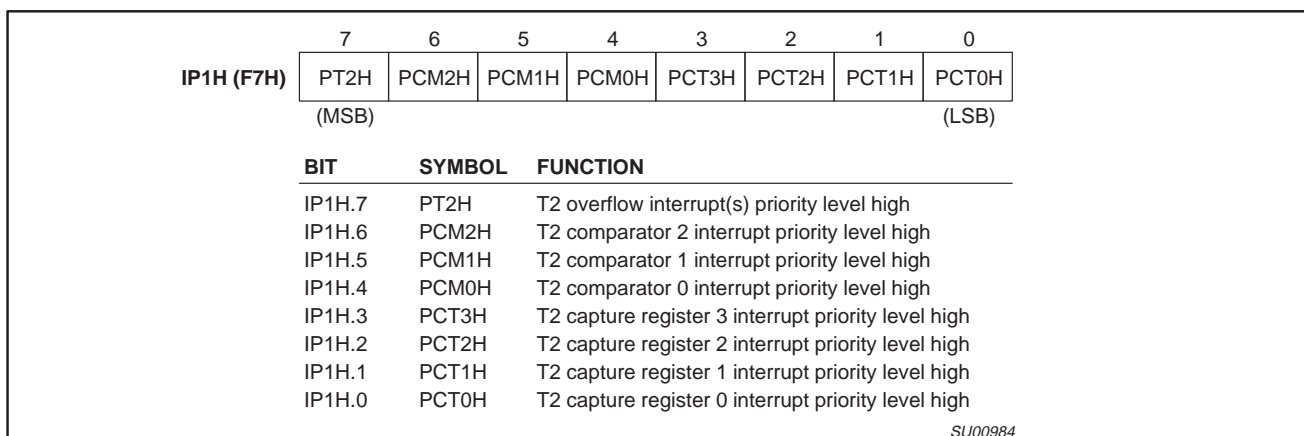 7 6 5 4 3 2 1 0
IP1H (F7H) PT2H PCM2H PCM1H PCM0H PCT3H PCT2H PCT1H PCT0H
(MSB) (LSB)
BIT SYMBOL FUNCTION
IP1H.7 PT2H T2 overflow interrupt(s) priority level high
IP1H.6 PCM2H T2 comparator 2 interrupt priority level high
IP1H.5 PCM1H T2 comparator 1 interrupt priority level high
IP1H.4 PCM0H T2 comparator 0 interrupt priority level high
IP1H.3 PCT3H T2 capture register 3 interrupt priority level high
IP1H.2 PCT2H T2 capture register 2 interrupt priority level high
IP1H.1 PCT1H T2 capture register 1 interrupt priority level high
IP1H.0 PCT0H T2 capture register 0 interrupt priority level high
SU00984